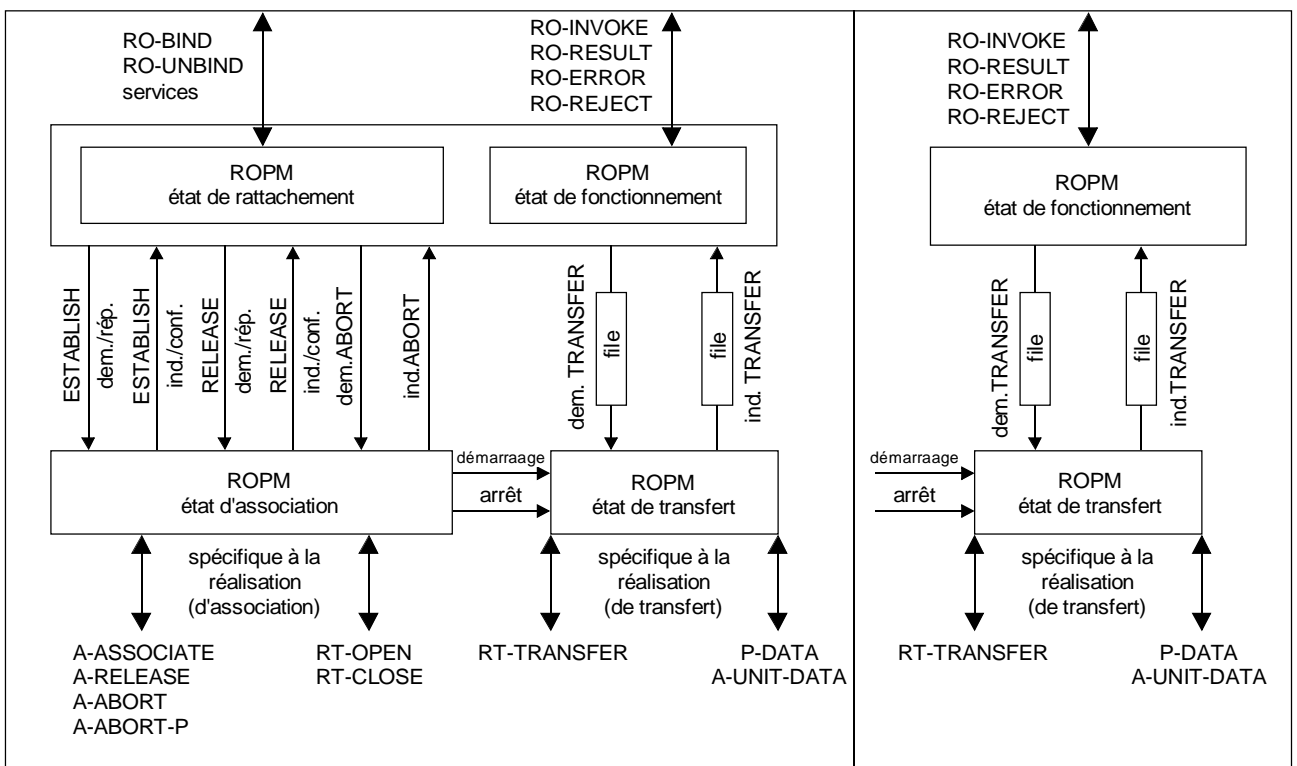 RO-BIND
RO-UNBIND
services
RO-INVOKE
RO-RESULT
RO-ERROR
RO-REJECT
ROPM
état de rattachement
ROPM
état de fonctionnement
ESTABLISH
dem./rép.
ESTABLISH
ind./conf.
RELEASE
dem./rép.
RELEASE
ind./conf.
dem.ABORT
ind.ABORT
dem. TRANSFER
file
file
ind. TRANSFER
ROPM
état d'association
démarraage
arrêt
ROPM
état de transfert
spécifique à la
réalisation
(d'association)
spécifique à la
réalisation
(de transfert)
A-ASSOCIATE
A-RELEASE
A-ABORT
A-ABORT-P
RT-OPEN
RT-CLOSE
RT-TRANSFER
P-DATA
A-UNIT-DATA
RO-INVOKE
RO-RESULT
RO-ERROR
RO-REJECT
ROPM
état de fonctionnement
dem.TRANSFER
file
file
ind.TRANSFER
démarraage
arrêt
ROPM
état de transfert
spécifique à la
réalisation
(de transfert)
RT-TRANSFER
P-DATA
A-UNIT-DATA